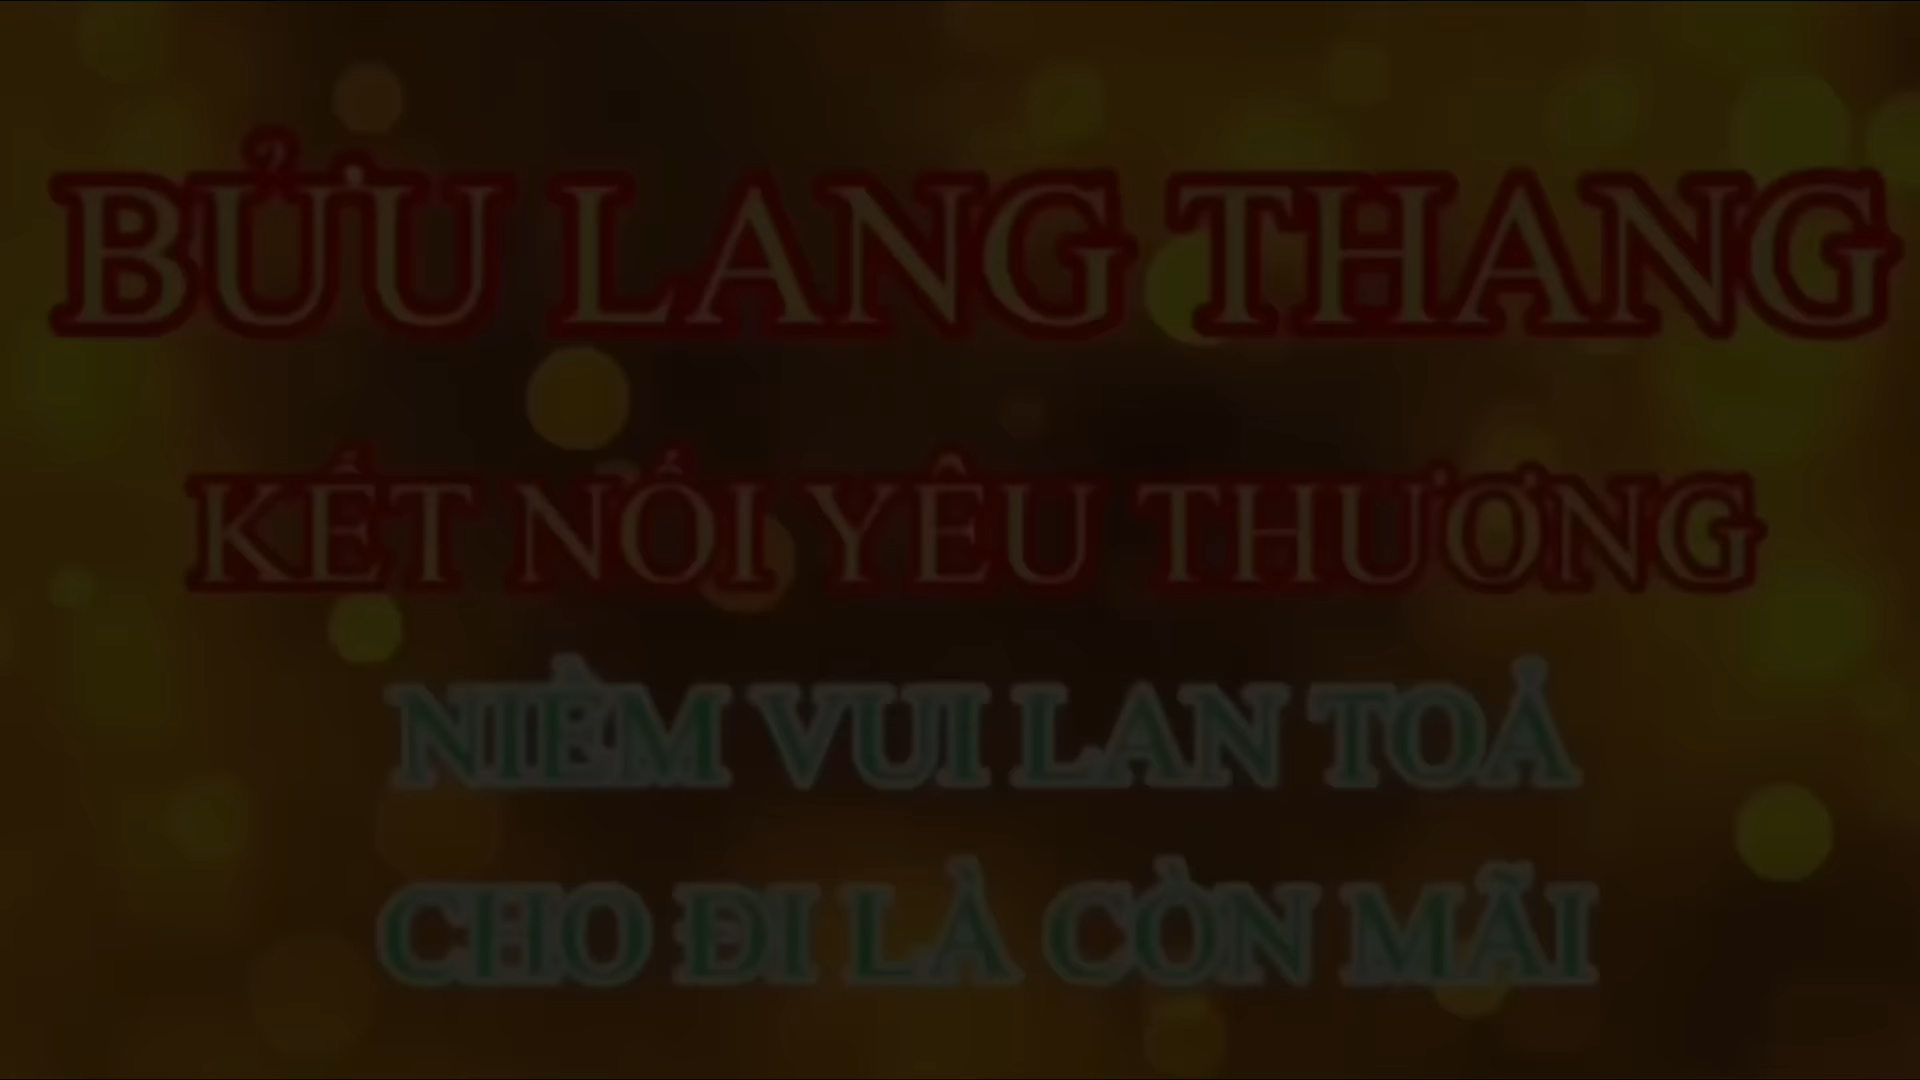 BỬU LANG THANG
KẾT NỐI YÊU THƯƠNG
NIỀM VUI LAN TOẢ
CHO ĐI LÀ CÒN MÃI